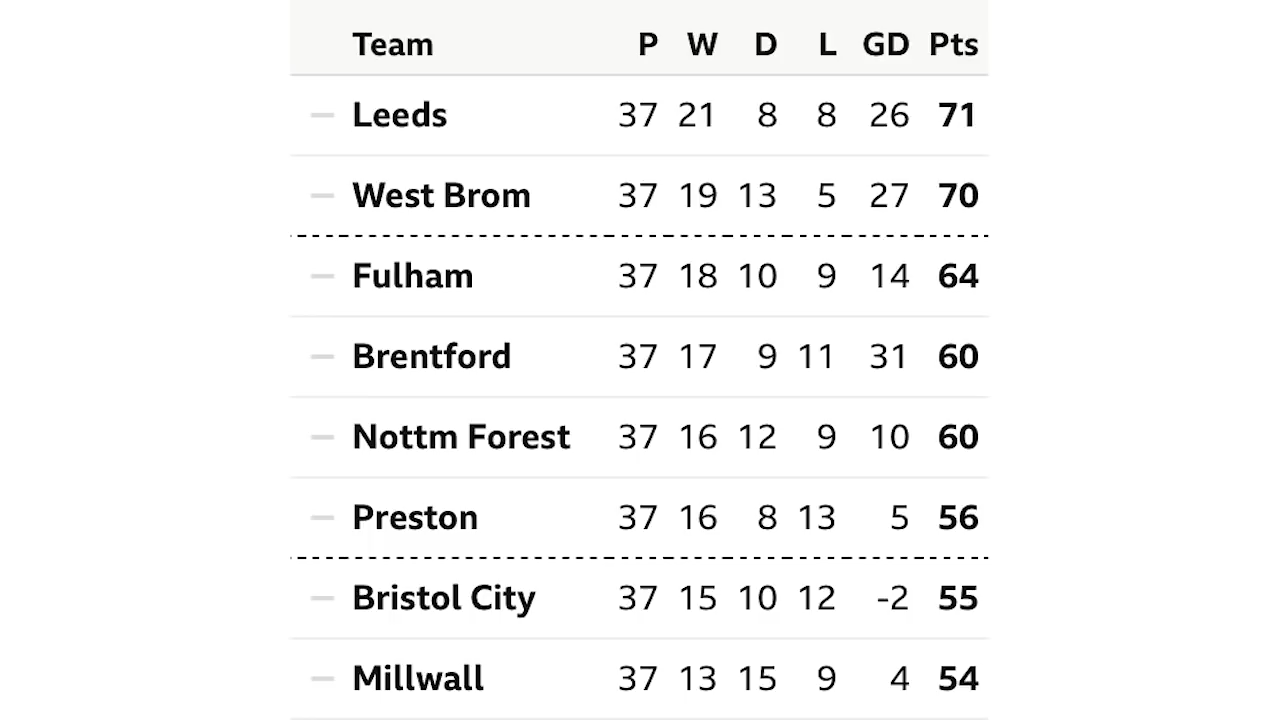 Team P W D L GD Pts
Leeds 37 21 8 8 26 71
West Brom 37 19 13 5 27 70
Fulham 37 18 10 9 14 64
Brentford 37 17 9 11 31 60
Nottm Forest 37 16 12 9 10 60
Preston 37 16 8 13 5 56
Bristol City 37 15 10 12 -2 55
Millwall 37 13 15 9 4 54